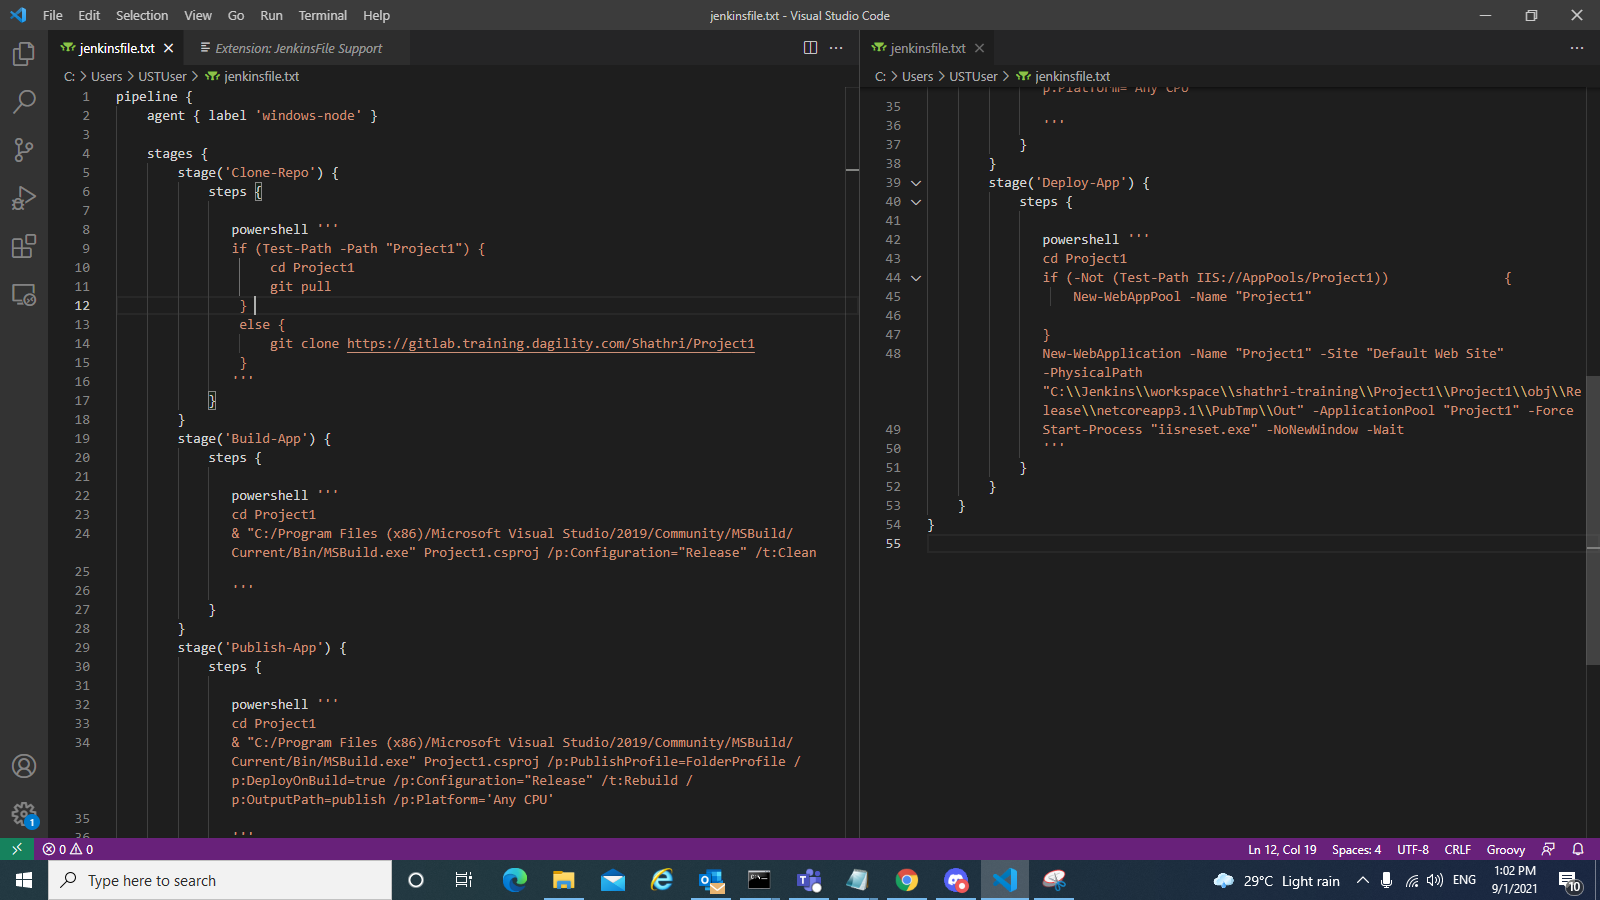 File Edit Selection View Go Run Terminal Help
jenkinsfile.txt - Visual Studio Code
jenkinsfile.txt
Extension: JenkinsFile Support
C: > Users > USTUser > jenkinsfile.txt
1 pipeline {
2 agent { label 'windows-node' }
3
4 stages {
5 stage('Clone-Repo') {
6 steps {
7
8 powershell '''
9 if (Test-Path -Path "Project1") {
10 cd Project1
11 git pull
12 }
13 else {
14 git clone https://gitlab.training.dagility.com/Shathri/Project1
15 }
16 '''
17 }
18 }
19 stage('Build-App') {
20 steps {
21
22 powershell '''
23 cd Project1
24 & "C:/Program Files (x86)/Microsoft Visual Studio/2019/Community/MSBuild/
Current/Bin/MSBuild.exe" Project1.csproj /p:Configuration="Release" /t:Clean
25
26 '''
27 }
28 }
29 stage('Publish-App') {
30 steps {
31
32 powershell '''
33 cd Project1
34 & "C:/Program Files (x86)/Microsoft Visual Studio/2019/Community/MSBuild/
Current/Bin/MSBuild.exe" Project1.csproj /p:PublishProfile=FolderProfile /
p:DeployOnBuild=true /p:Configuration="Release" /t:Rebuild /
p:OutputPath=publish /p:Platform='Any CPU'
35
36 '''
jenkinsfile.txt
C: > Users > USTUser > jenkinsfile.txt
p:Platform='Any CPU'
35
36 '''
37 }
38 }
39 stage('Deploy-App') {
40 steps {
41
42 powershell '''
43 cd Project1
44 if (-Not (Test-Path IIS://AppPools/Project1)) {
45 New-WebAppPool -Name "Project1"
46
47 }
48 New-WebApplication -Name "Project1" -Site "Default Web Site"
-PhysicalPath
"C:\\Jenkins\\workspace\\shathri-training\\Project1\\Project1\\obj\\Re
lease\\netcoreapp3.1\\PubTmp\\Out" -ApplicationPool "Project1" -Force
49 Start-Process "iisreset.exe" -NoNewWindow -Wait
50 '''
51 }
52 }
53 }
54 }
55
1
0 0
Ln 12, Col 19 Spaces: 4 UTF-8 CRLF Groovy
Type here to search
29°C Light rain
ENG
1:02 PM
9/1/2021
10